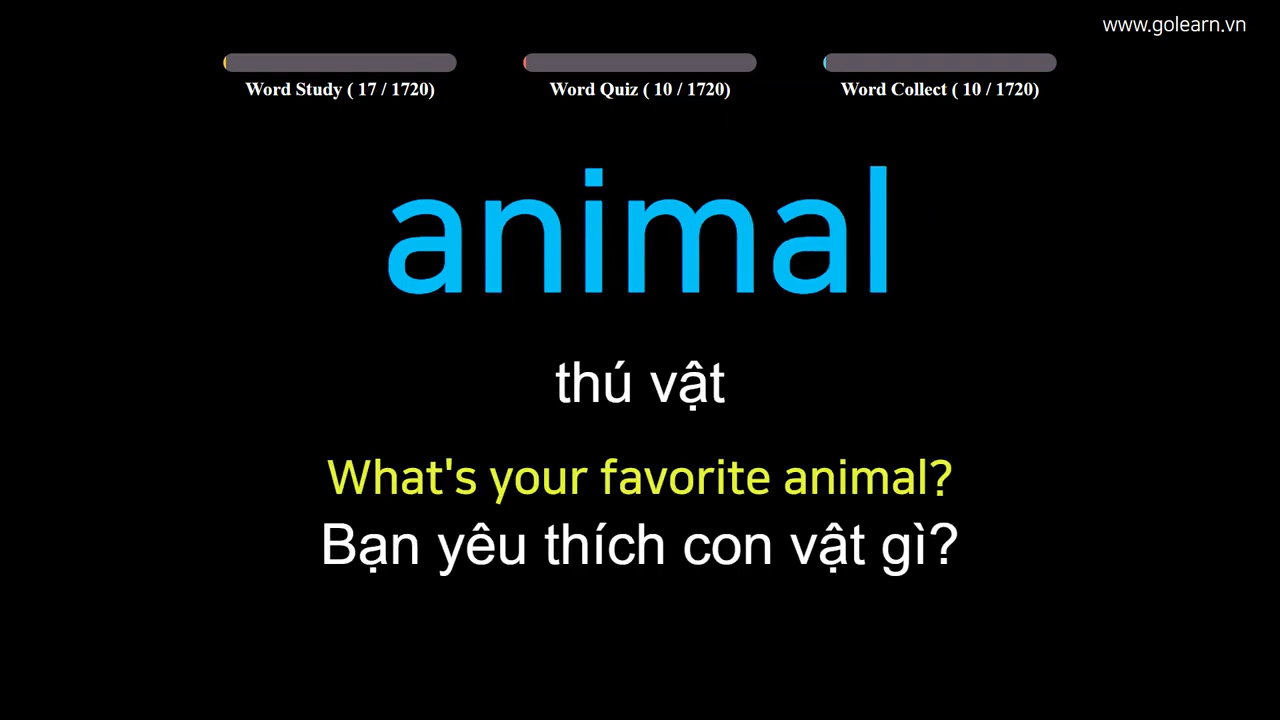 www.golearn.vn
Word Study ( 17 / 1720)
Word Quiz ( 10 / 1720)
Word Collect ( 10 / 1720)
animal
thú vật
What's your favorite animal?
Bạn yêu thích con vật gì?